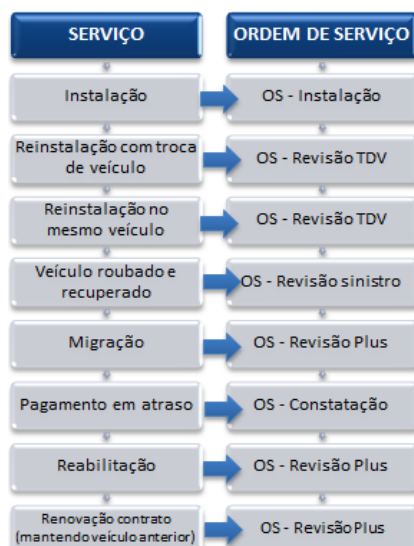 SERVIÇO
ORDEM DE SERVIÇO
Instalação
OS - Instalação
Reinstalação com troca
de veículo
OS - Revisão TDV
Reinstalação no
mesmo veículo
OS - Revisão TDV
Veículo roubado e
recuperado
OS - Revisão sinistro
Migração
OS - Revisão Plus
Pagamento em atraso
OS - Constatação
Reabilitação
OS - Revisão Plus
Renovação contrato
(mantendo veículo anterior)
OS - Revisão Plus